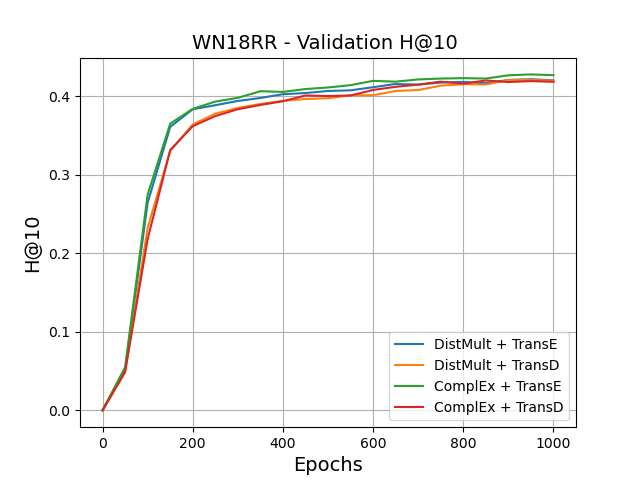 WN18RR - Validation H@10
H@10
0.4
0.3
0.2
0.1
0.0
DistMult + TransE
DistMult + TransD
ComplEx + TransE
ComplEx + TransD
0 200 400 600 800 1000
Epochs